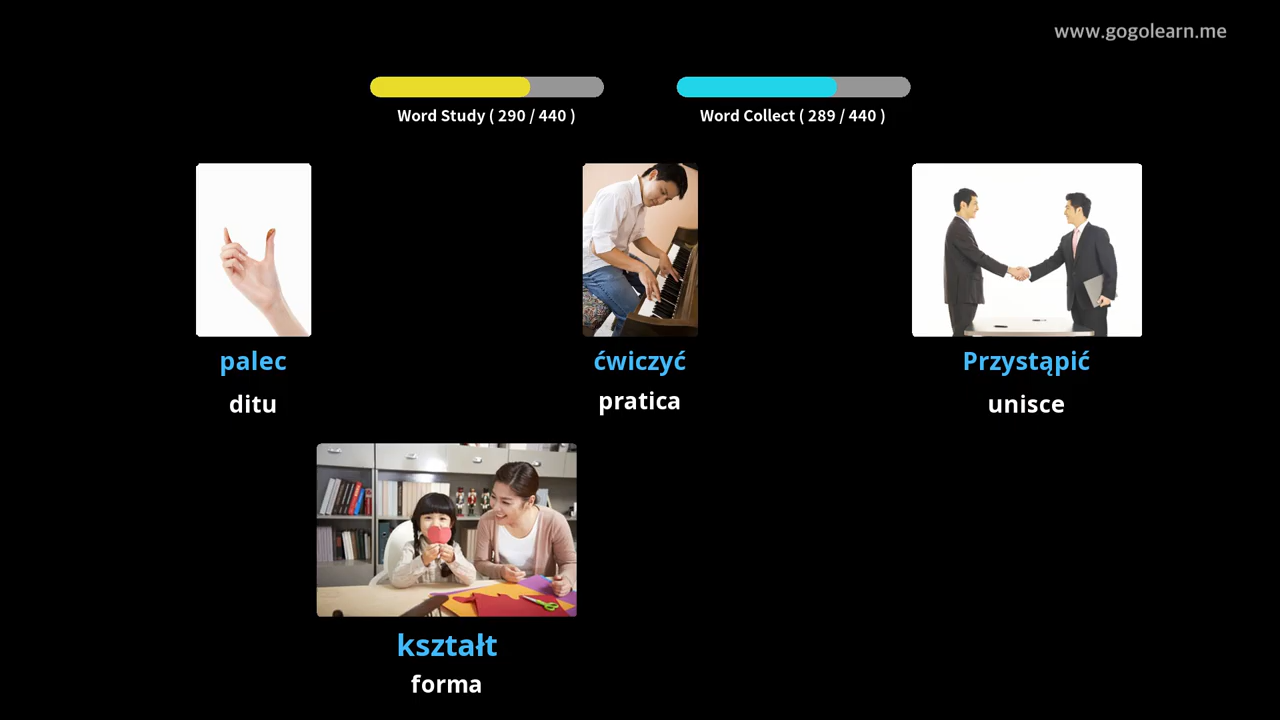 www.gogolearn.me
Word Study ( 290 / 440 )
Word Collect ( 289 / 440 )
palec
ditu
ćwiczyć
pratica
Przystąpić
unisce
kształt
forma